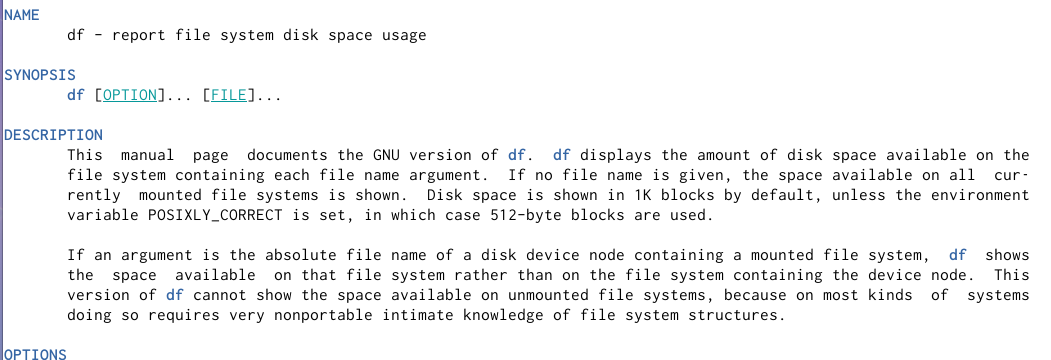 NAME
df - report file system disk space usage
SYNOPSIS
df [OPTION]... [FILE]...
DESCRIPTION
This manual page documents the GNU version of df. df displays the amount of disk space available on the
file system containing each file name argument. If no file name is given, the space available on all cur-
rently mounted file systems is shown. Disk space is shown in 1K blocks by default, unless the environment
variable POSIXLY_CORRECT is set, in which case 512-byte blocks are used.
If an argument is the absolute file name of a disk device node containing a mounted file system, df shows
the space available on that file system rather than on the file system containing the device node. This
version of df cannot show the space available on unmounted file systems, because on most kinds of systems
doing so requires very nonportable intimate knowledge of file system structures.
OPTIONS